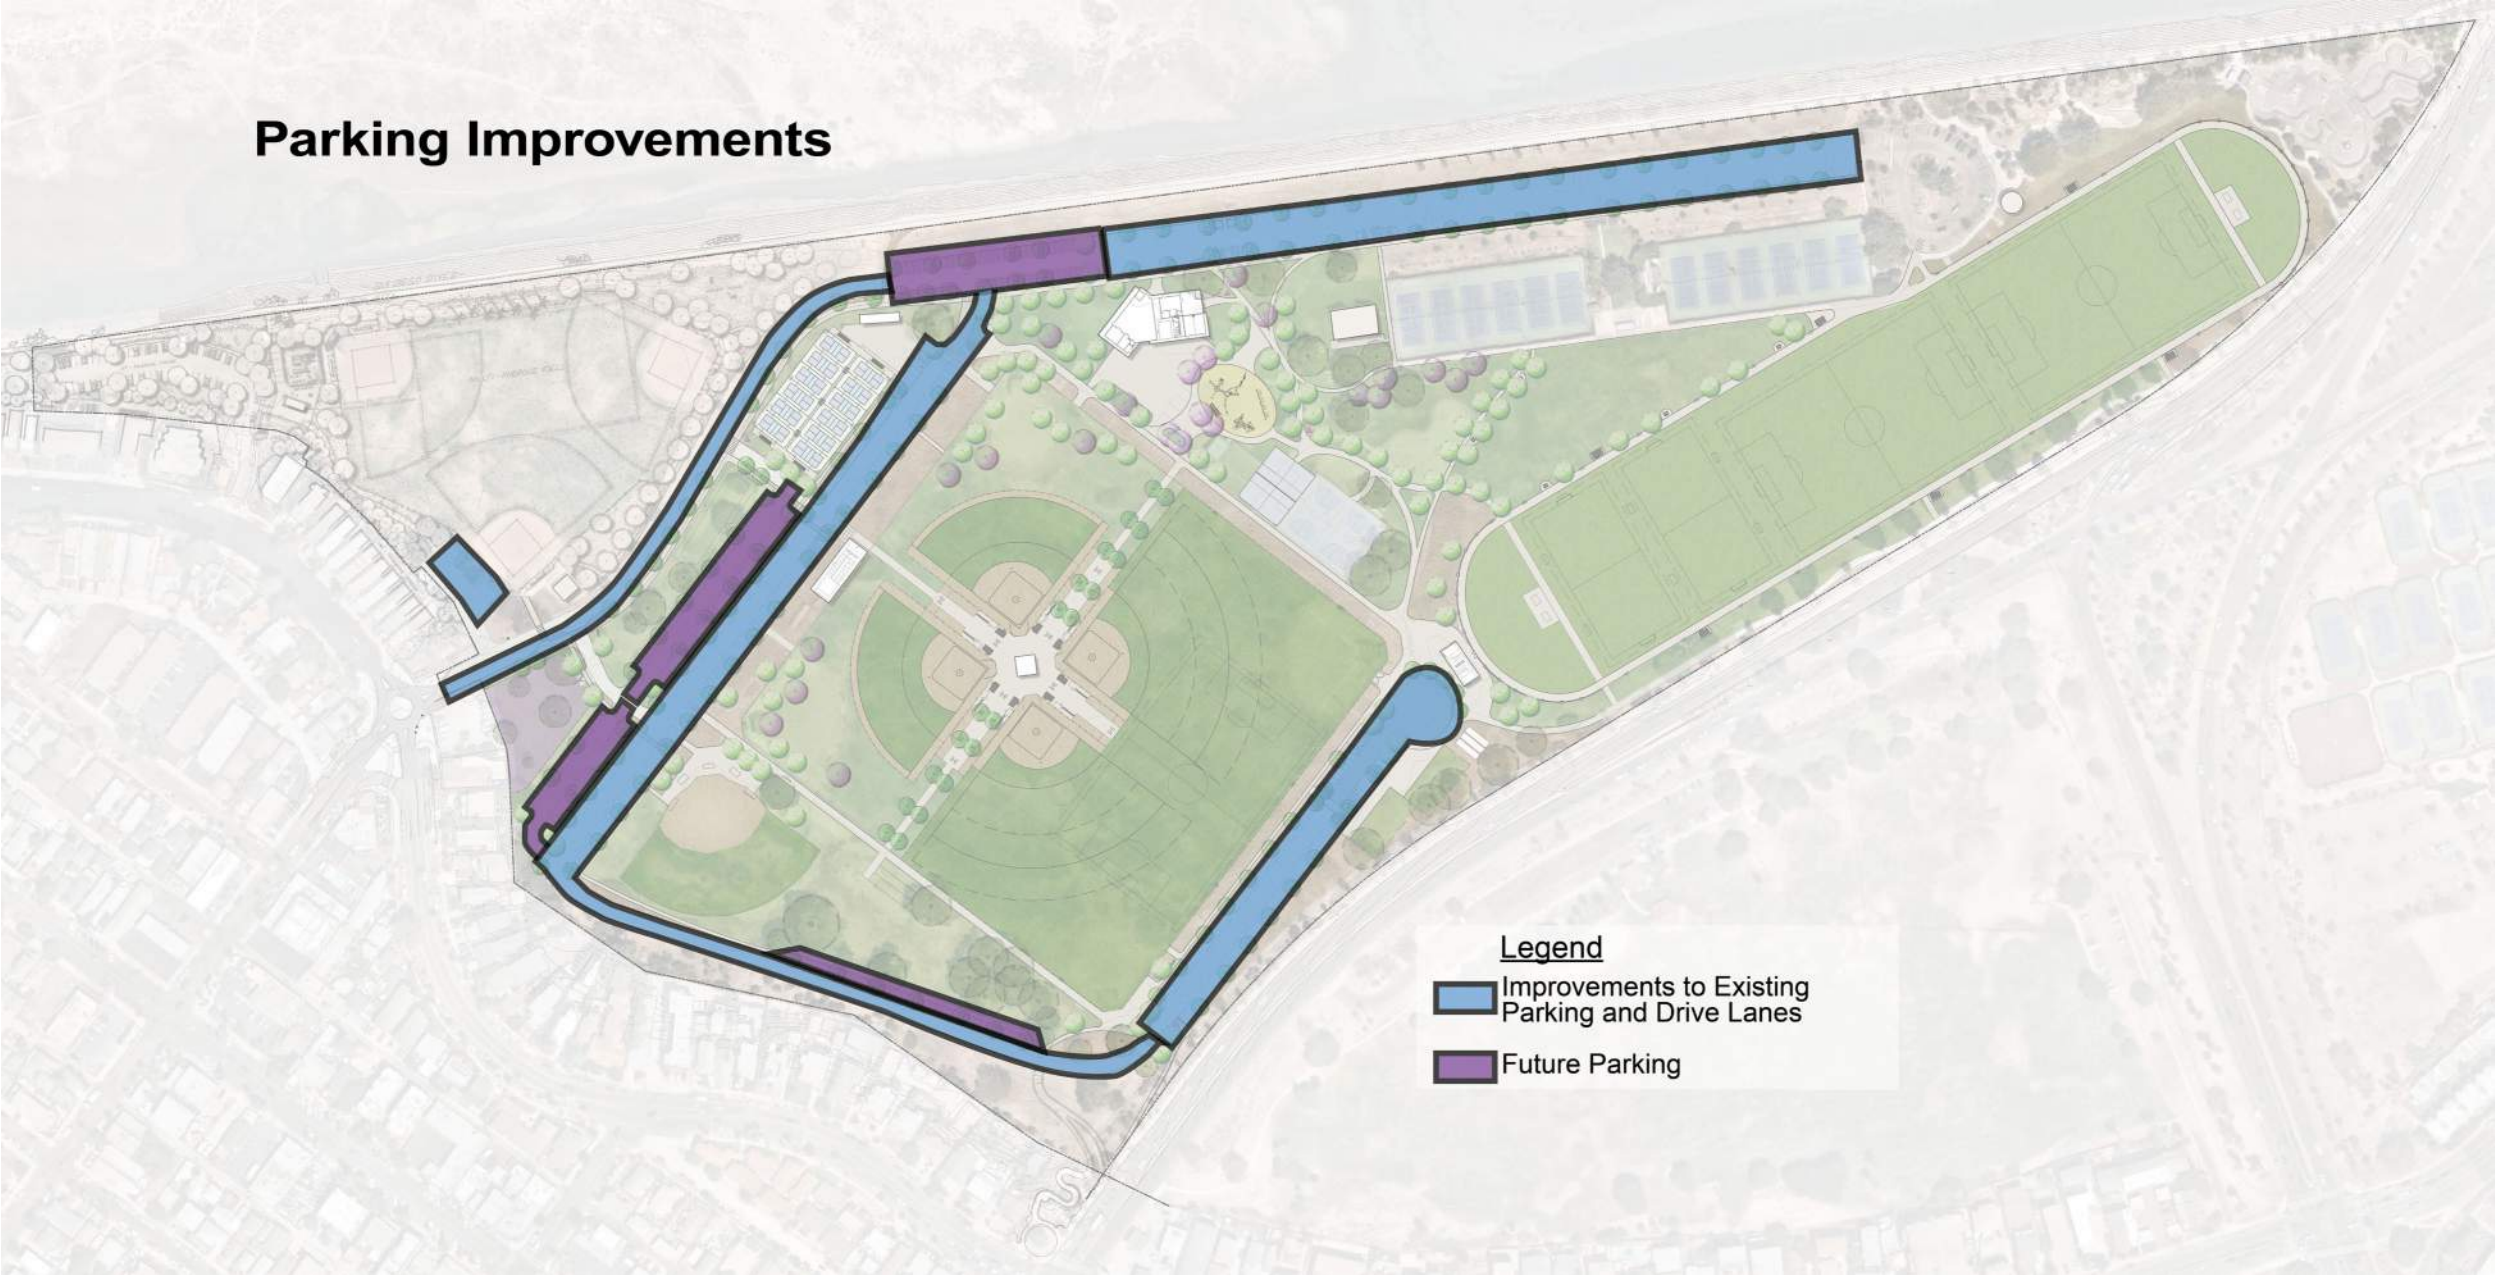 Parking Improvements
Legend
Improvements to Existing
Parking and Drive Lanes
Future Parking